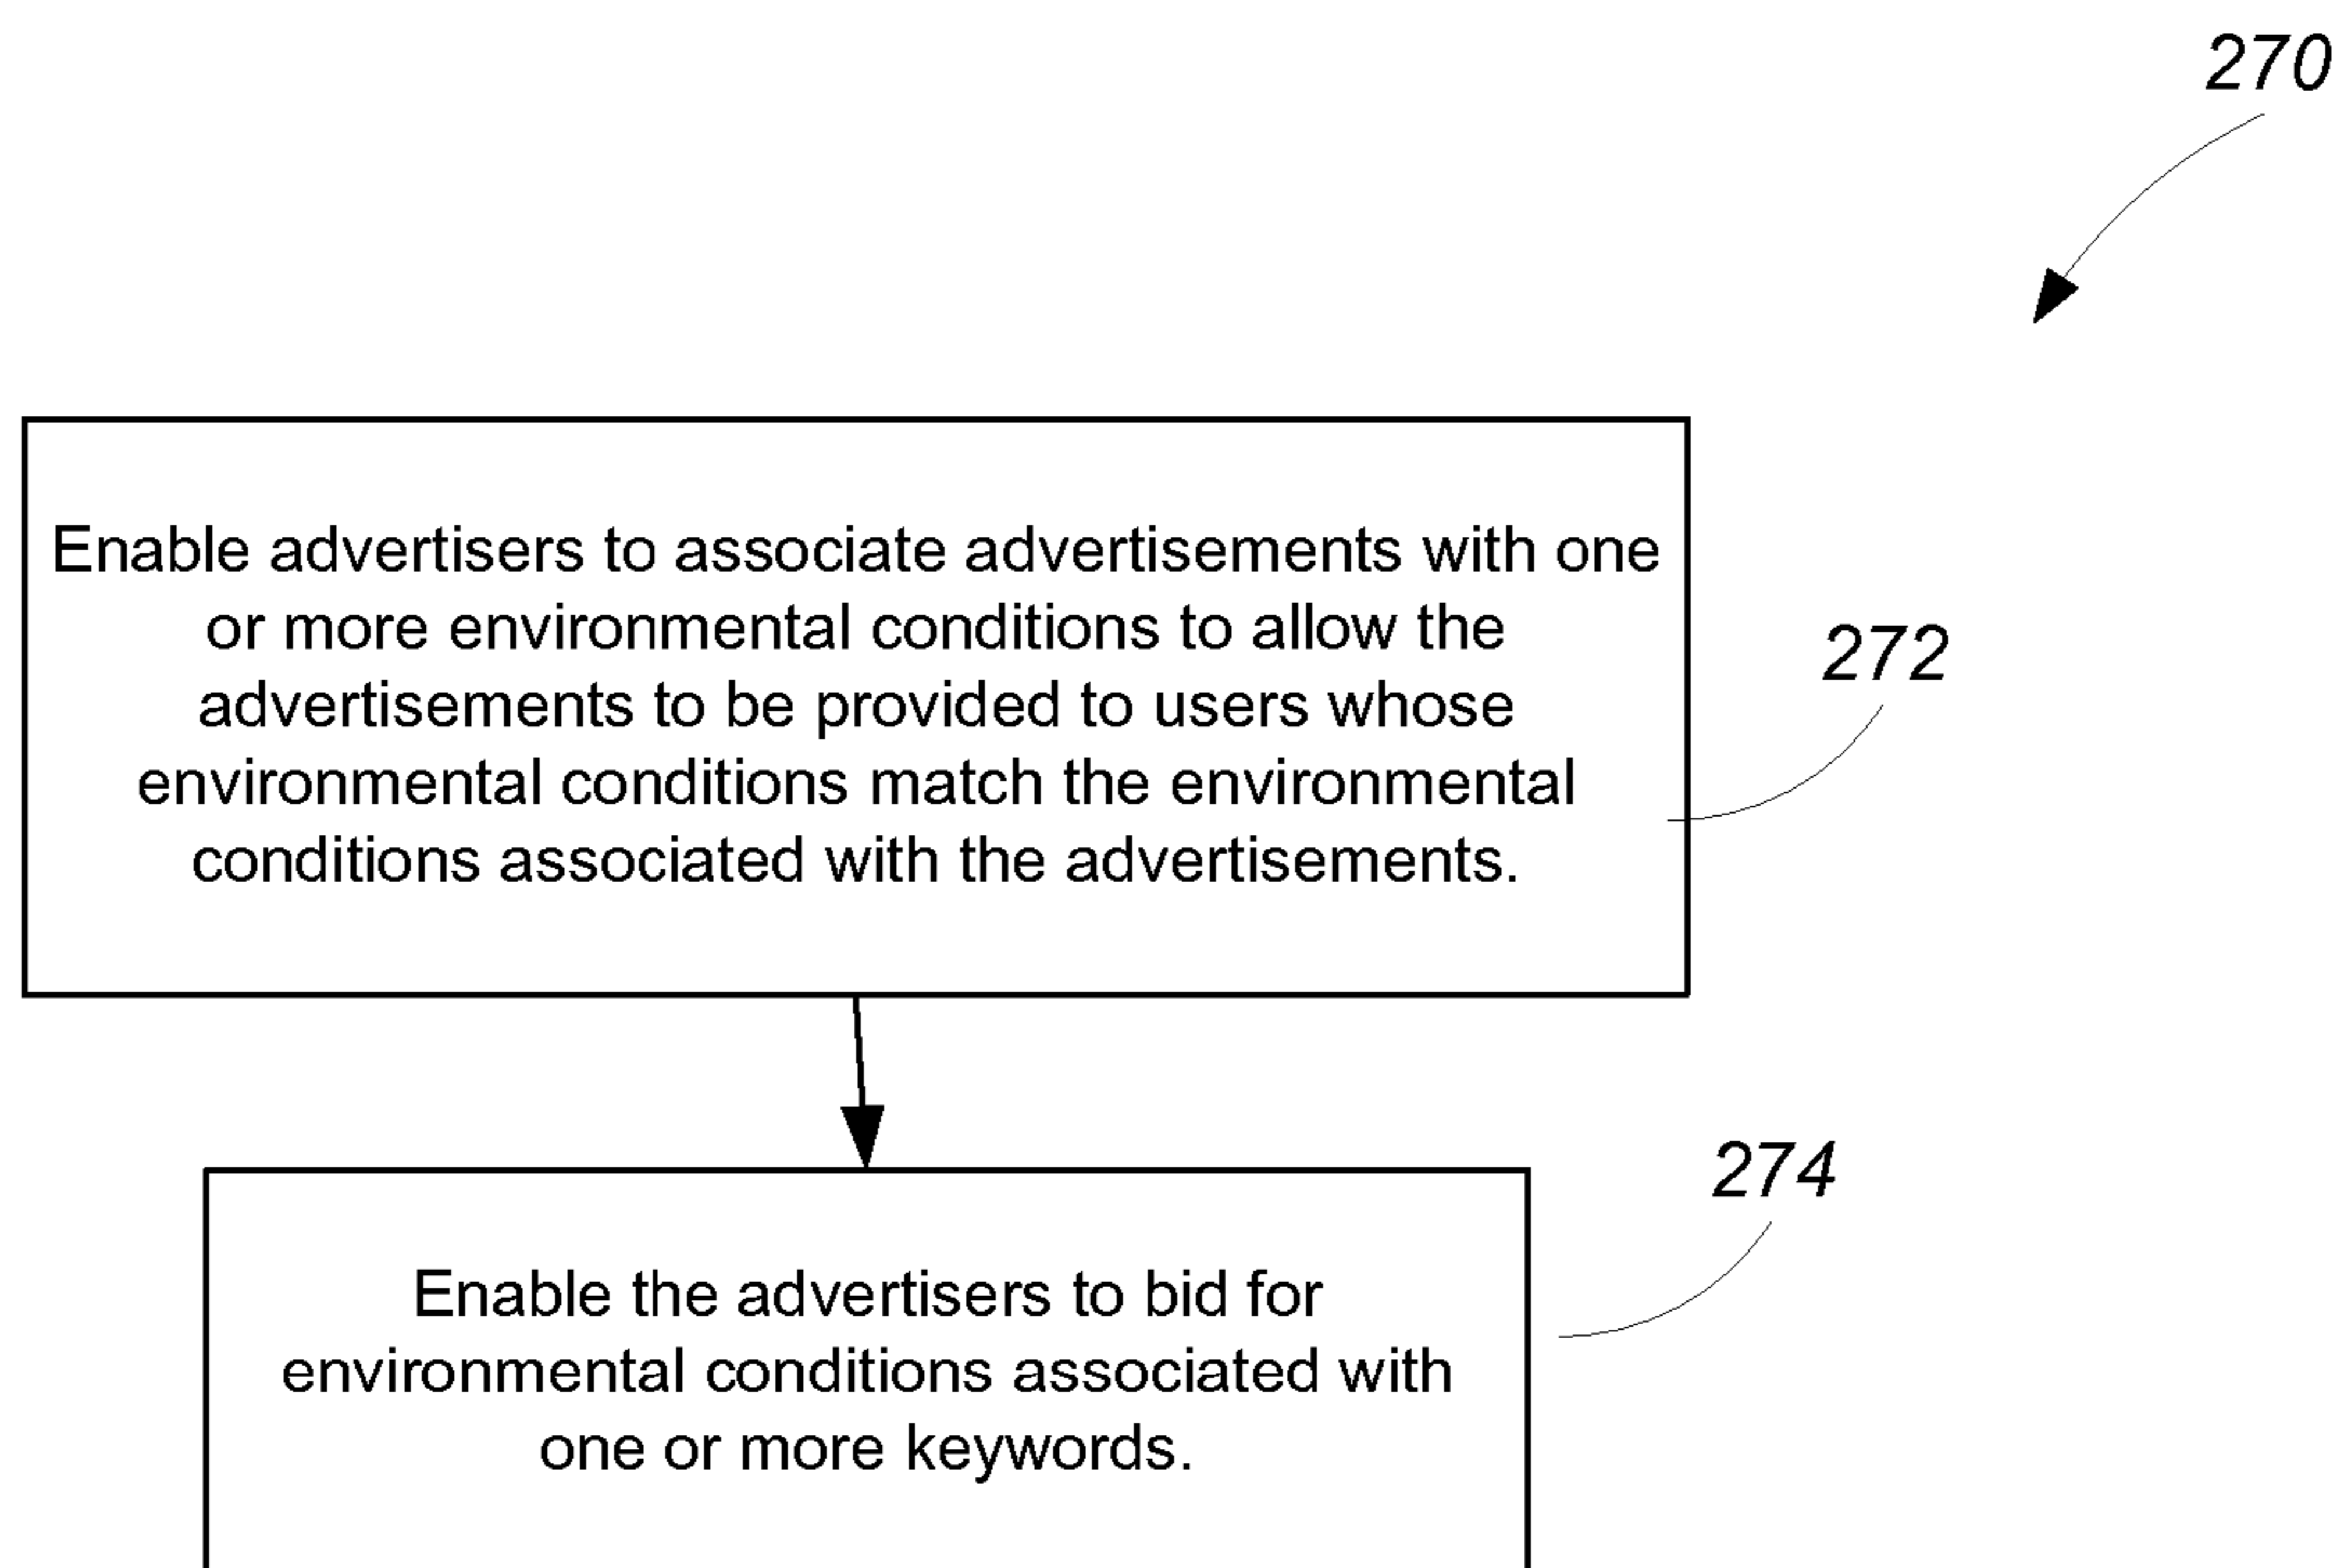 270
Enable advertisers to associate advertisements with one
or more environmental conditions to allow the
advertisements to be provided to users whose
environmental conditions match the environmental
conditions associated with the advertisements.
272
274
Enable the advertisers to bid for
environmental conditions associated with
one or more keywords.